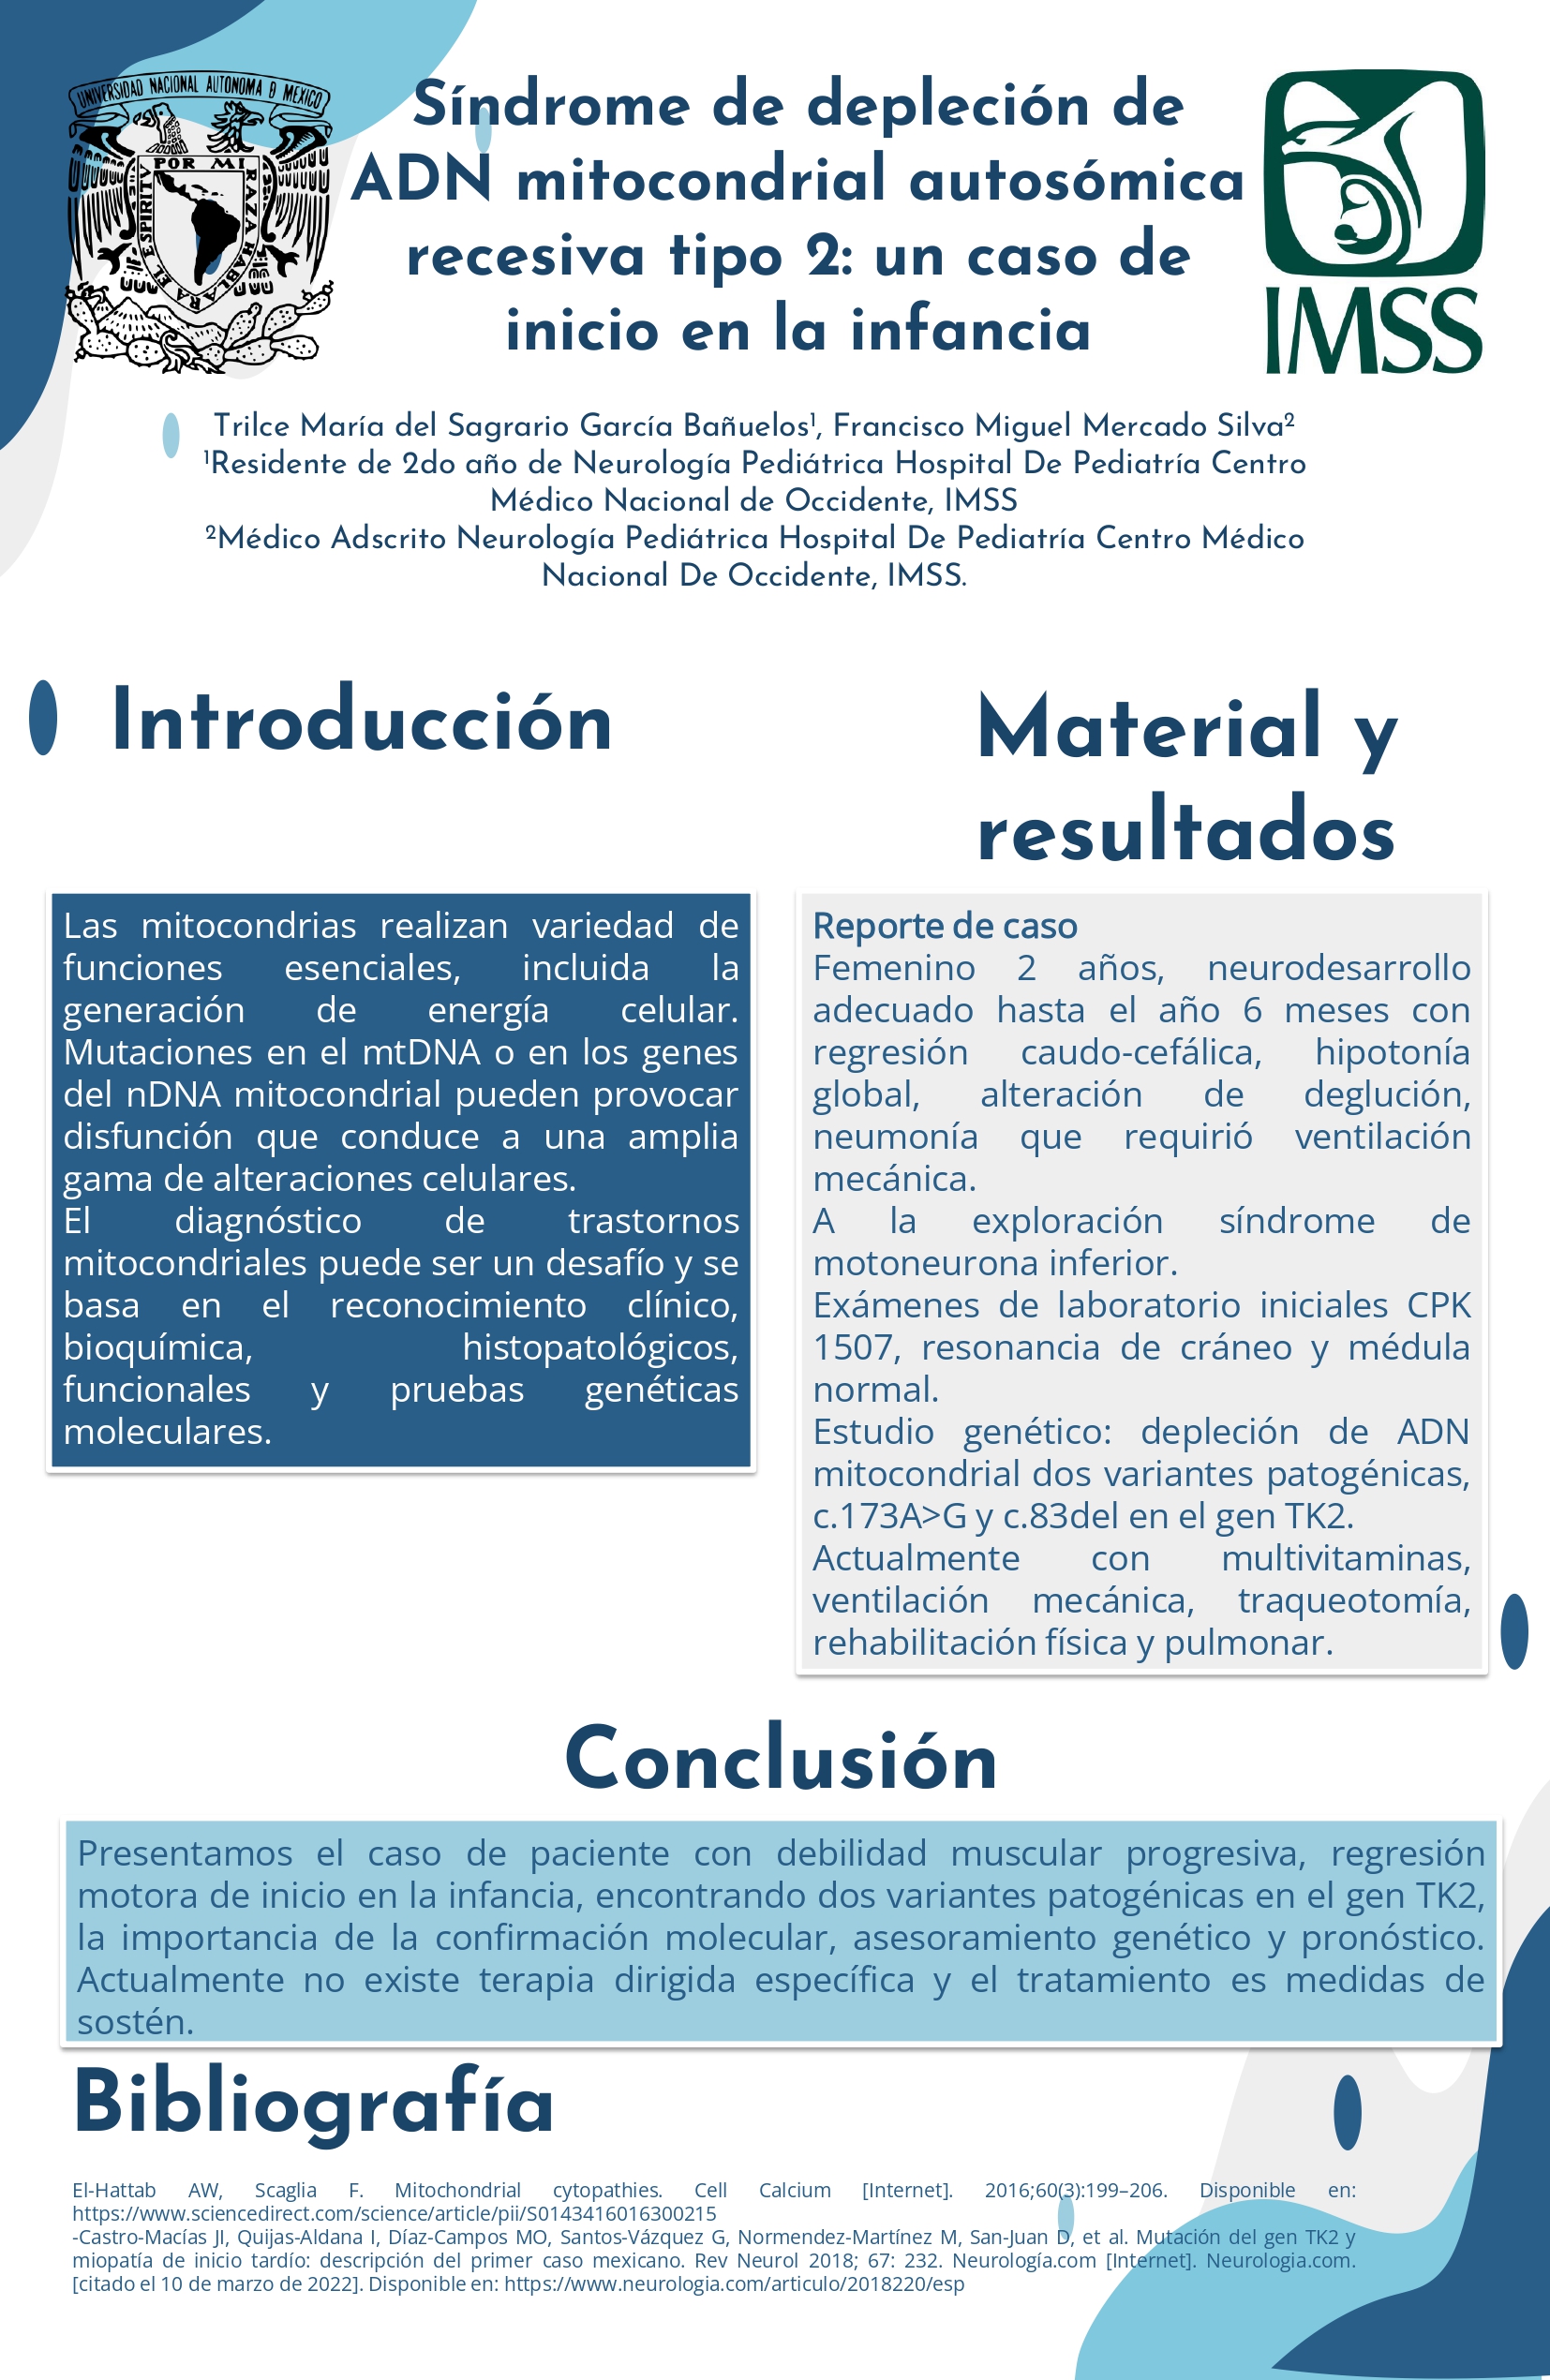 UNIVERSIDAD NACIONAL AUTONOMA D MEXICO
POR MI RAZA HABLARA EL ESPIRITV
Síndrome de depleción de
ADN mitocondrial autosómica
recesiva tipo 2: un caso de
inicio en la infancia
IMSS
Trilce María del Sagrario García Bañuelos¹, Francisco Miguel Mercado Silva²
¹Residente de 2do año de Neurología Pediátrica Hospital De Pediatría Centro
Médico Nacional de Occidente, IMSS
²Médico Adscrito Neurología Pediátrica Hospital De Pediatría Centro Médico
Nacional De Occidente, IMSS.
Introducción
Las mitocondrias realizan variedad de
funciones esenciales, incluida la
generación de energía celular.
Mutaciones en el mtDNA o en los genes
del nDNA mitocondrial pueden provocar
disfunción que conduce a una amplia
gama de alteraciones celulares.
El diagnóstico de trastornos
mitocondriales puede ser un desafío y se
basa en el reconocimiento clínico,
bioquímica, histopatológicos,
funcionales y pruebas genéticas
moleculares.
Material y
resultados
Reporte de caso
Femenino 2 años, neurodesarrollo
adecuado hasta el año 6 meses con
regresión caudo-cefálica, hipotonía
global, alteración de deglución,
neumonía que requirió ventilación
mecánica.
A la exploración síndrome de
motoneurona inferior.
Exámenes de laboratorio iniciales CPK
1507, resonancia de cráneo y médula
normal.
Estudio genético: depleción de ADN
mitocondrial dos variantes patogénicas,
c.173A>G y c.83del en el gen TK2.
Actualmente con multivitaminas,
ventilación mecánica, traqueotomía,
rehabilitación física y pulmonar.
Conclusión
Presentamos el caso de paciente con debilidad muscular progresiva, regresión
motora de inicio en la infancia, encontrando dos variantes patogénicas en el gen TK2,
la importancia de la confirmación molecular, asesoramiento genético y pronóstico.
Actualmente no existe terapia dirigida específica y el tratamiento es medidas de
sostén.
Bibliografía
El-Hattab AW, Scaglia F. Mitochondrial cytopathies. Cell Calcium [Internet]. 2016;60(3):199–206. Disponible en:
https://www.sciencedirect.com/science/article/pii/S0143416016300215
-Castro-Macías JI, Quijas-Aldana I, Díaz-Campos MO, Santos-Vázquez G, Normendez-Martínez M, San-Juan D, et al. Mutación del gen TK2 y
miopatía de inicio tardío: descripción del primer caso mexicano. Rev Neurol 2018; 67: 232. Neurología.com [Internet]. Neurologia.com.
[citado el 10 de marzo de 2022]. Disponible en: https://www.neurologia.com/articulo/2018220/esp